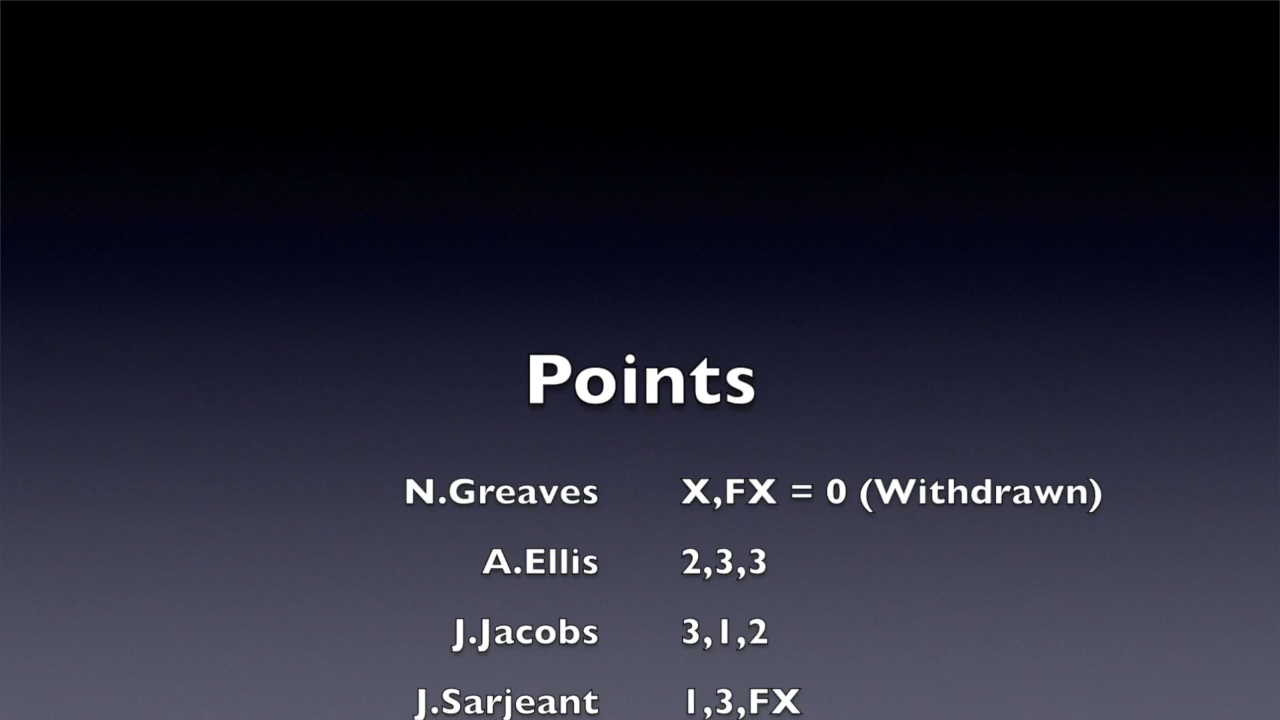 Points
N.Greaves X,FX = 0 (Withdrawn)
A.Ellis 2,3,3
J.Jacobs 3,1,2
J.Sarjeant 1,3,FX